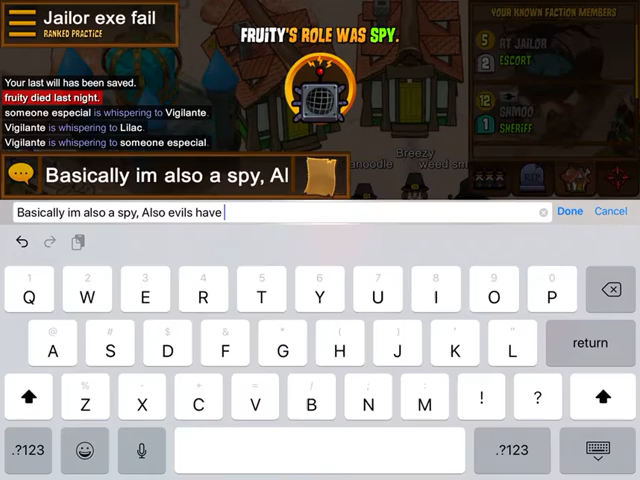 Jailor exe fail
RANKED PRACTICE
FRUITY'S ROLE WAS SPY.
YOUR KNOWN FACTION MEMBERS
5 RT JAILOR
2 ESCORT
12 SHMOO
1 SHERIFF
Your last will has been saved.
fruity died last night.
someone especial is whispering to Vigilante.
Vigilante is whispering to Lilac.
Vigilante is whispering to someone especial.
Breezy
anoodle
weed sm
Basically im also a spy, Al
Basically im also a spy, Also evils have
Done
Cancel
1 2 3 4 5 6 7 8 9 0
Q W E R T Y U I O P
@ # $ & * ( ) ' "
A S D F G H J K L
return
% - + = / ; : 
Z X C V B N M ! ?
.?123
.?123